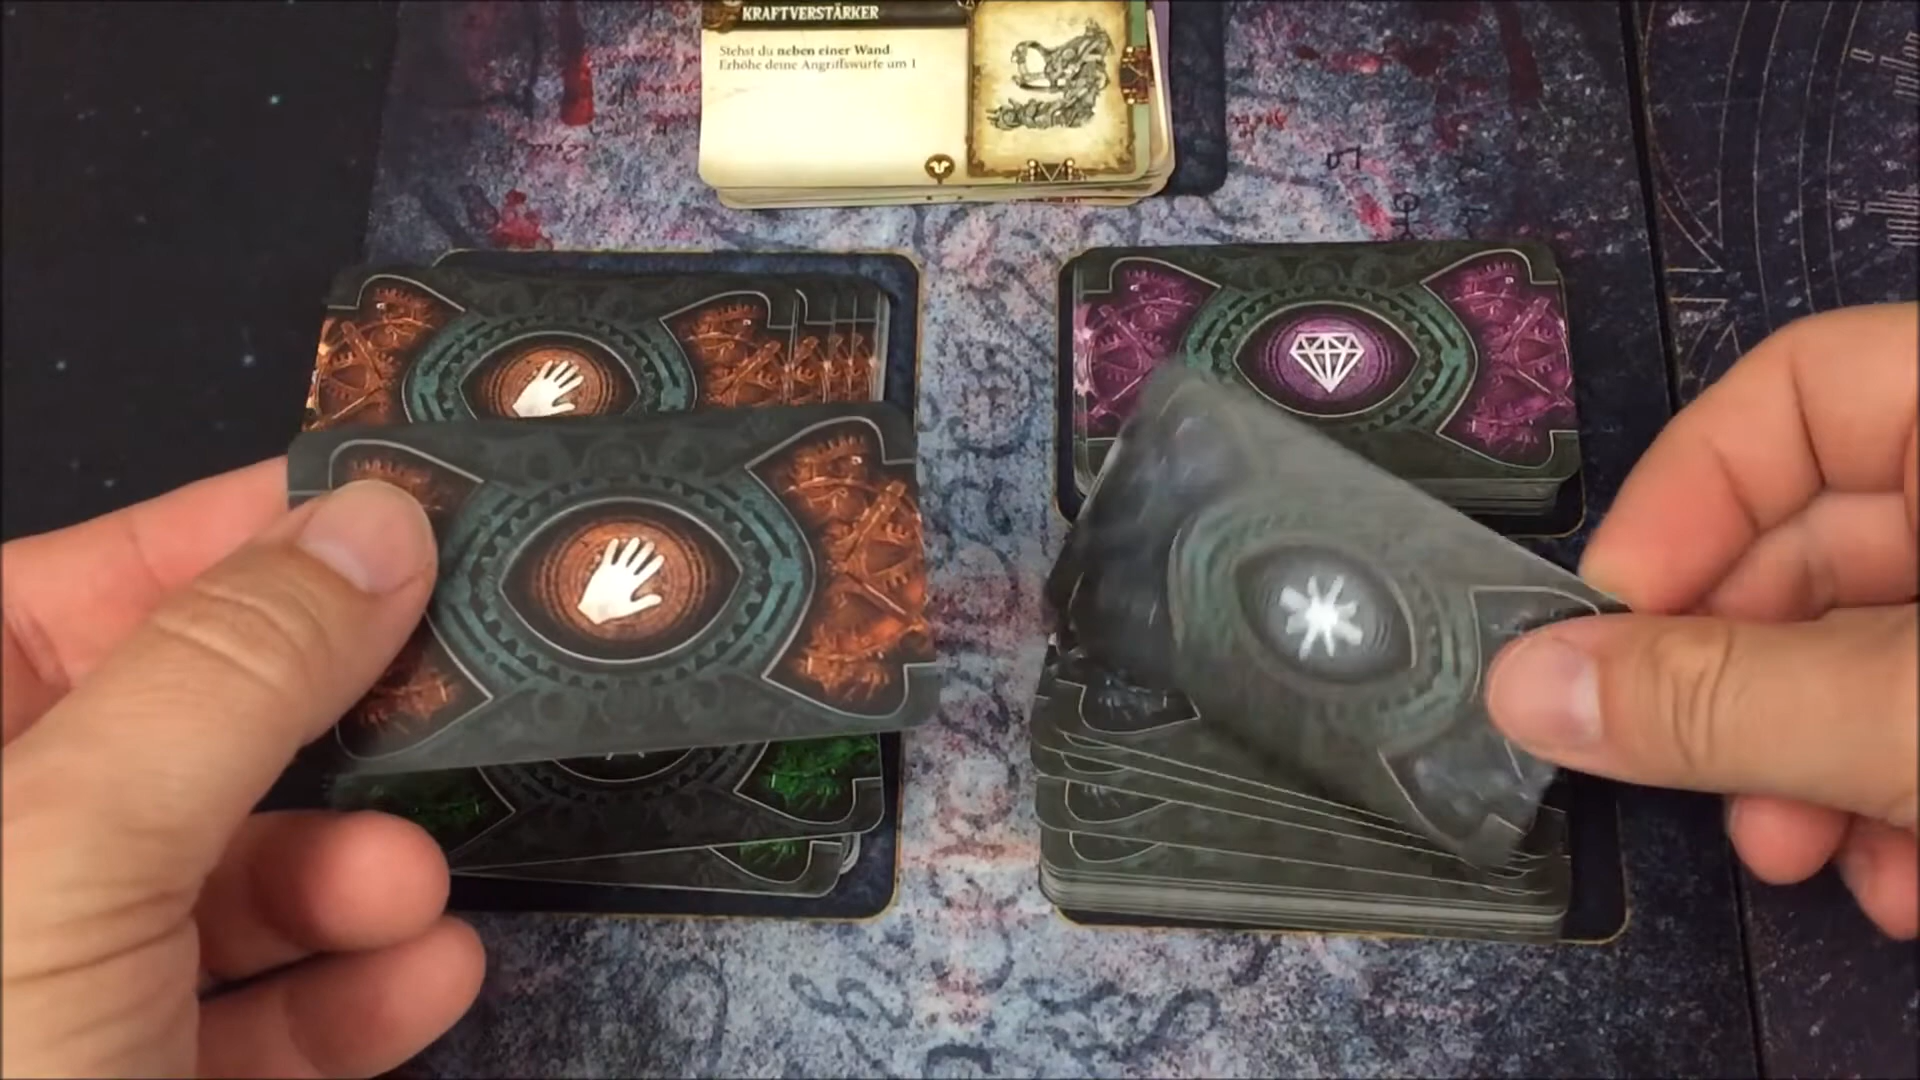 KRAFTVERSTÄRKER
Stehst du neben einer Wand
Erhöhe deine Angriffswürfe um 1